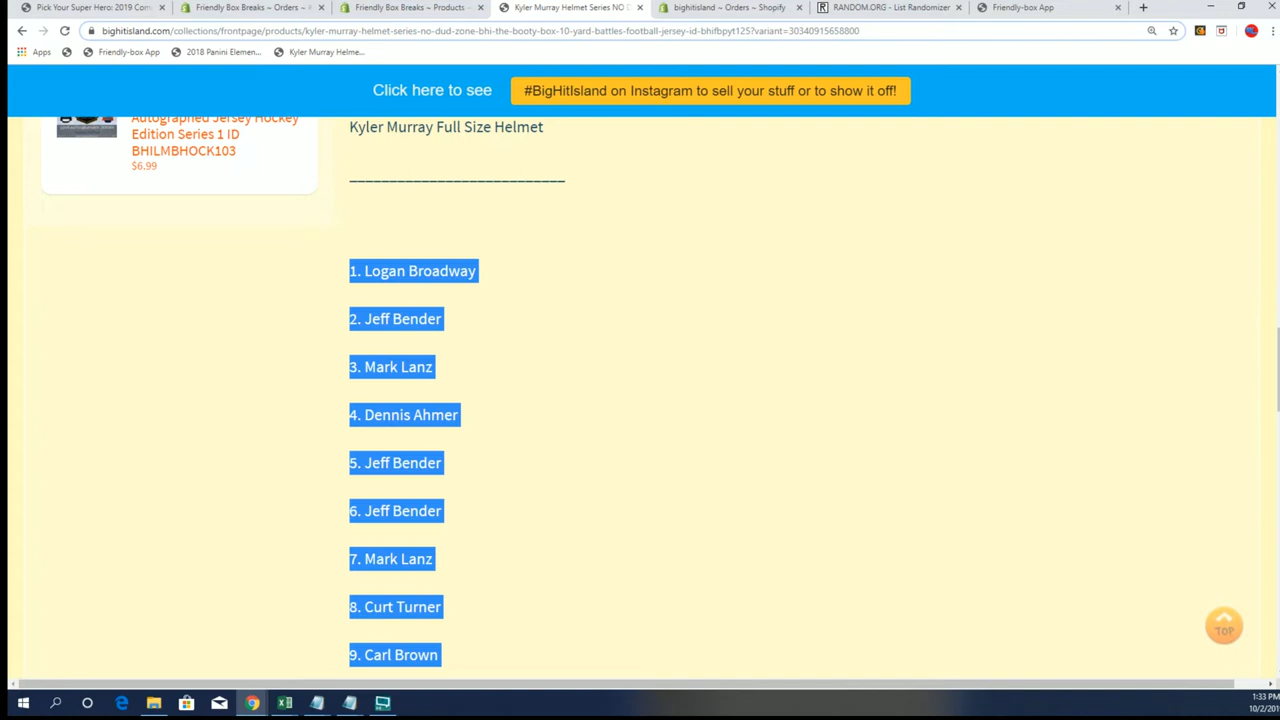 Pick Your Super Hero: 2019 Com
Friendly Box Breaks ~ Orders ~
Friendly Box Breaks ~ Products ~
Kyler Murray Helmet Series NO D
bighitisland ~ Orders ~ Shopify
RANDOM.ORG - List Randomizer
Friendly-box App
bighitisland.com/collections/frontpage/products/kyler-murray-helmet-series-no-dud-zone-bhi-the-booty-box-10-yard-battles-football-jersey-id-bhifbpyt125?variant=30340915658800
Apps
Friendly-box App
2018 Panini Elemen...
Kyler Murray Helme...
Click here to see
#BigHitIsland on Instagram to sell your stuff or to show it off!
Autographed Jersey Hockey
Edition Series 1 ID
BHILMBHOCK103
$6.99
Kyler Murray Full Size Helmet
___________________________
1. Logan Broadway
2. Jeff Bender
3. Mark Lanz
4. Dennis Ahmer
5. Jeff Bender
6. Jeff Bender
7. Mark Lanz
8. Curt Turner
9. Carl Brown
TOP
1:33 PM
10/2/201